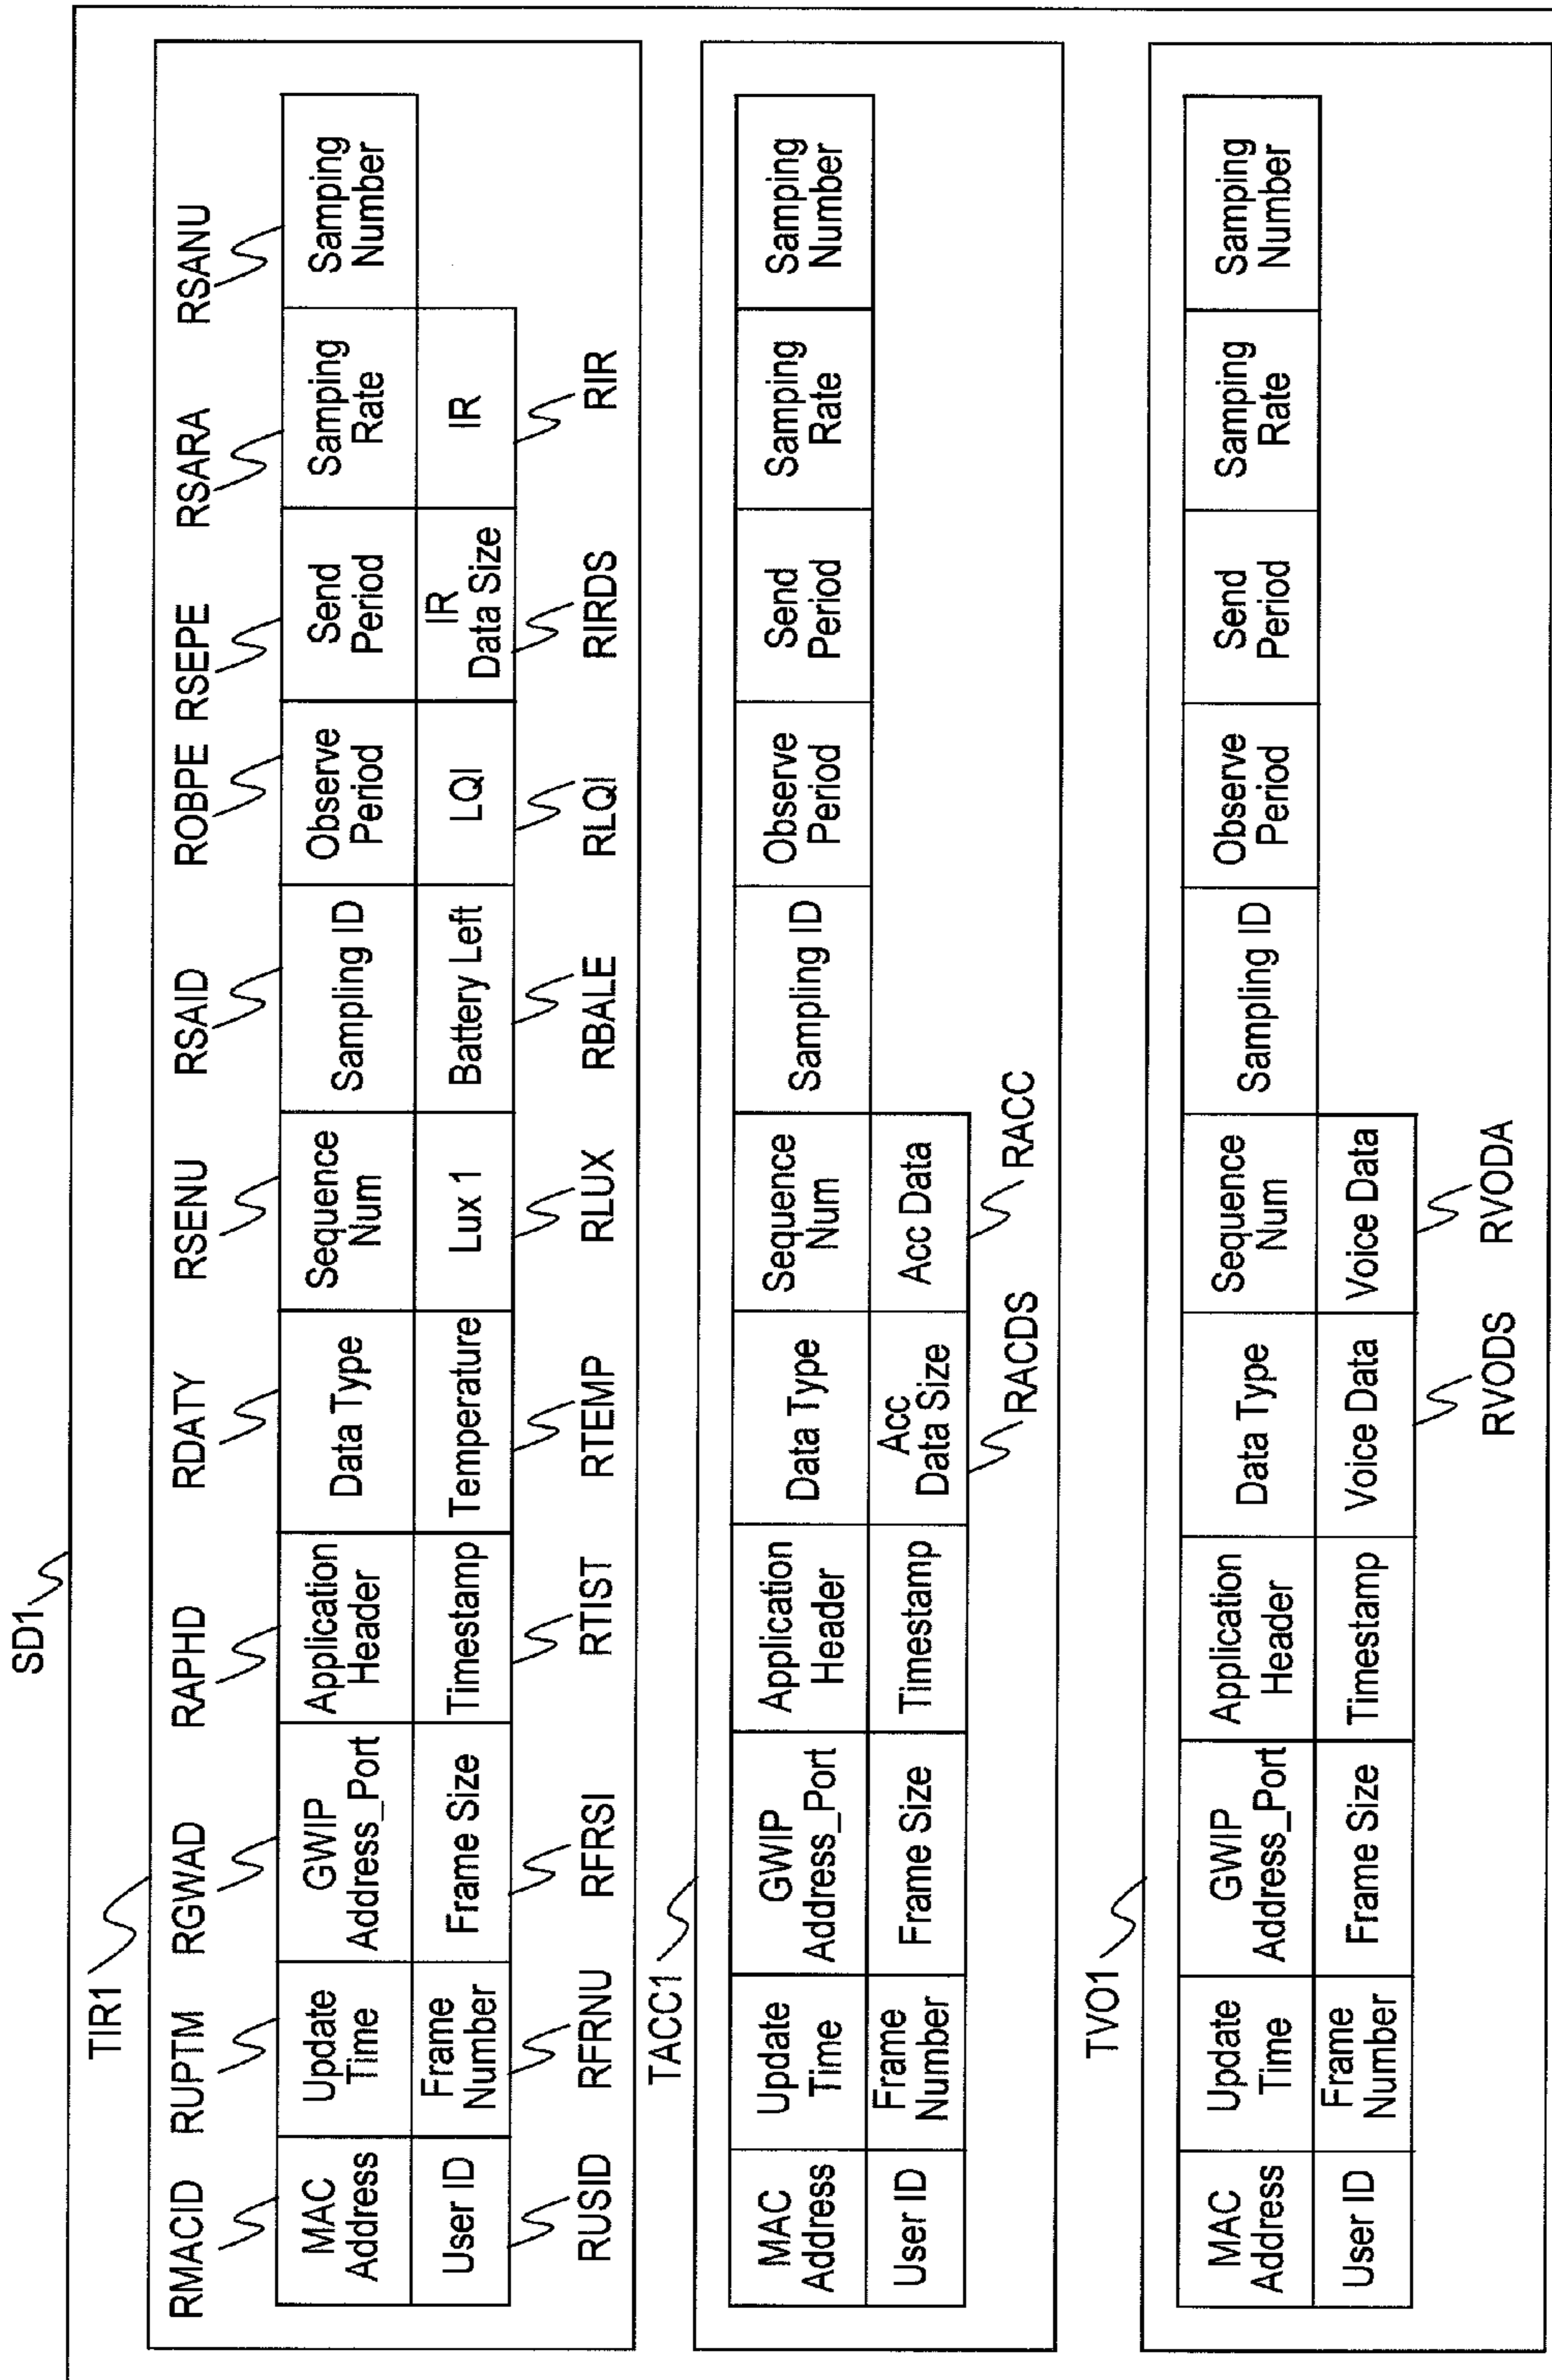 SD1
TIR1
RMACID RUPTM RGWAD RAPHD RDATY RSENU RSAID ROBPE RSEPE RSARA RSANU
MAC Address
Update Time
GWIP Address_Port
Application Header
Data Type
Sequence Num
Sampling ID
Observe Period
Send Period
Samping Rate
Samping Number
User ID
Frame Number
Frame Size
Timestamp
Temperature
Lux 1
Battery Left
LQI
IR Data Size
IR
RUSID RFRNU RFRSI RTIST RTEMP RLUX RBALE RLQI RIRDS RIR
TACC1
MAC Address
Update Time
GWIP Address_Port
Application Header
Data Type
Sequence Num
Sampling ID
Observe Period
Send Period
Samping Rate
Samping Number
User ID
Frame Number
Frame Size
Timestamp
Acc Data Size
Acc Data
RACDS RACC
TVO1
MAC Address
Update Time
GWIP Address_Port
Application Header
Data Type
Sequence Num
Sampling ID
Observe Period
Send Period
Samping Rate
Samping Number
User ID
Frame Number
Frame Size
Timestamp
Voice Data
Voice Data
RVODS RVODA